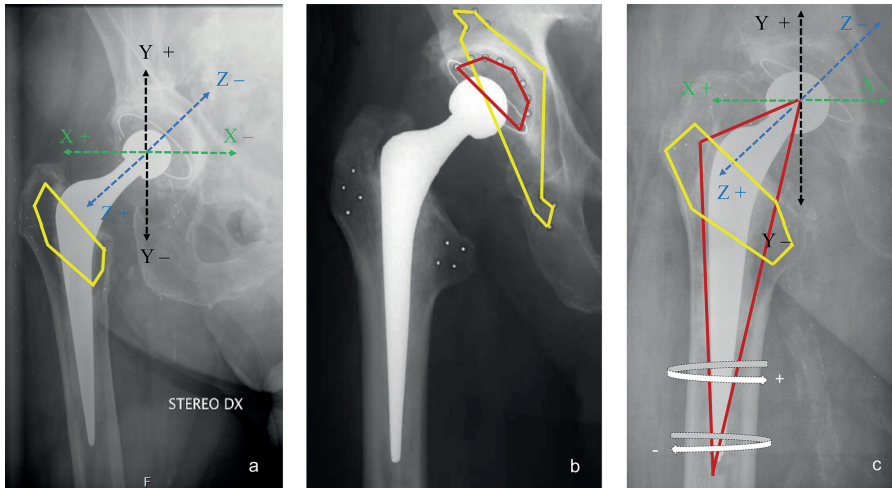 Y +
Z –
X +
X –
Z +
Y –
STEREO DX
F
a
b
Y +
Z –
X +
X –
Z +
Y –
+
-
c